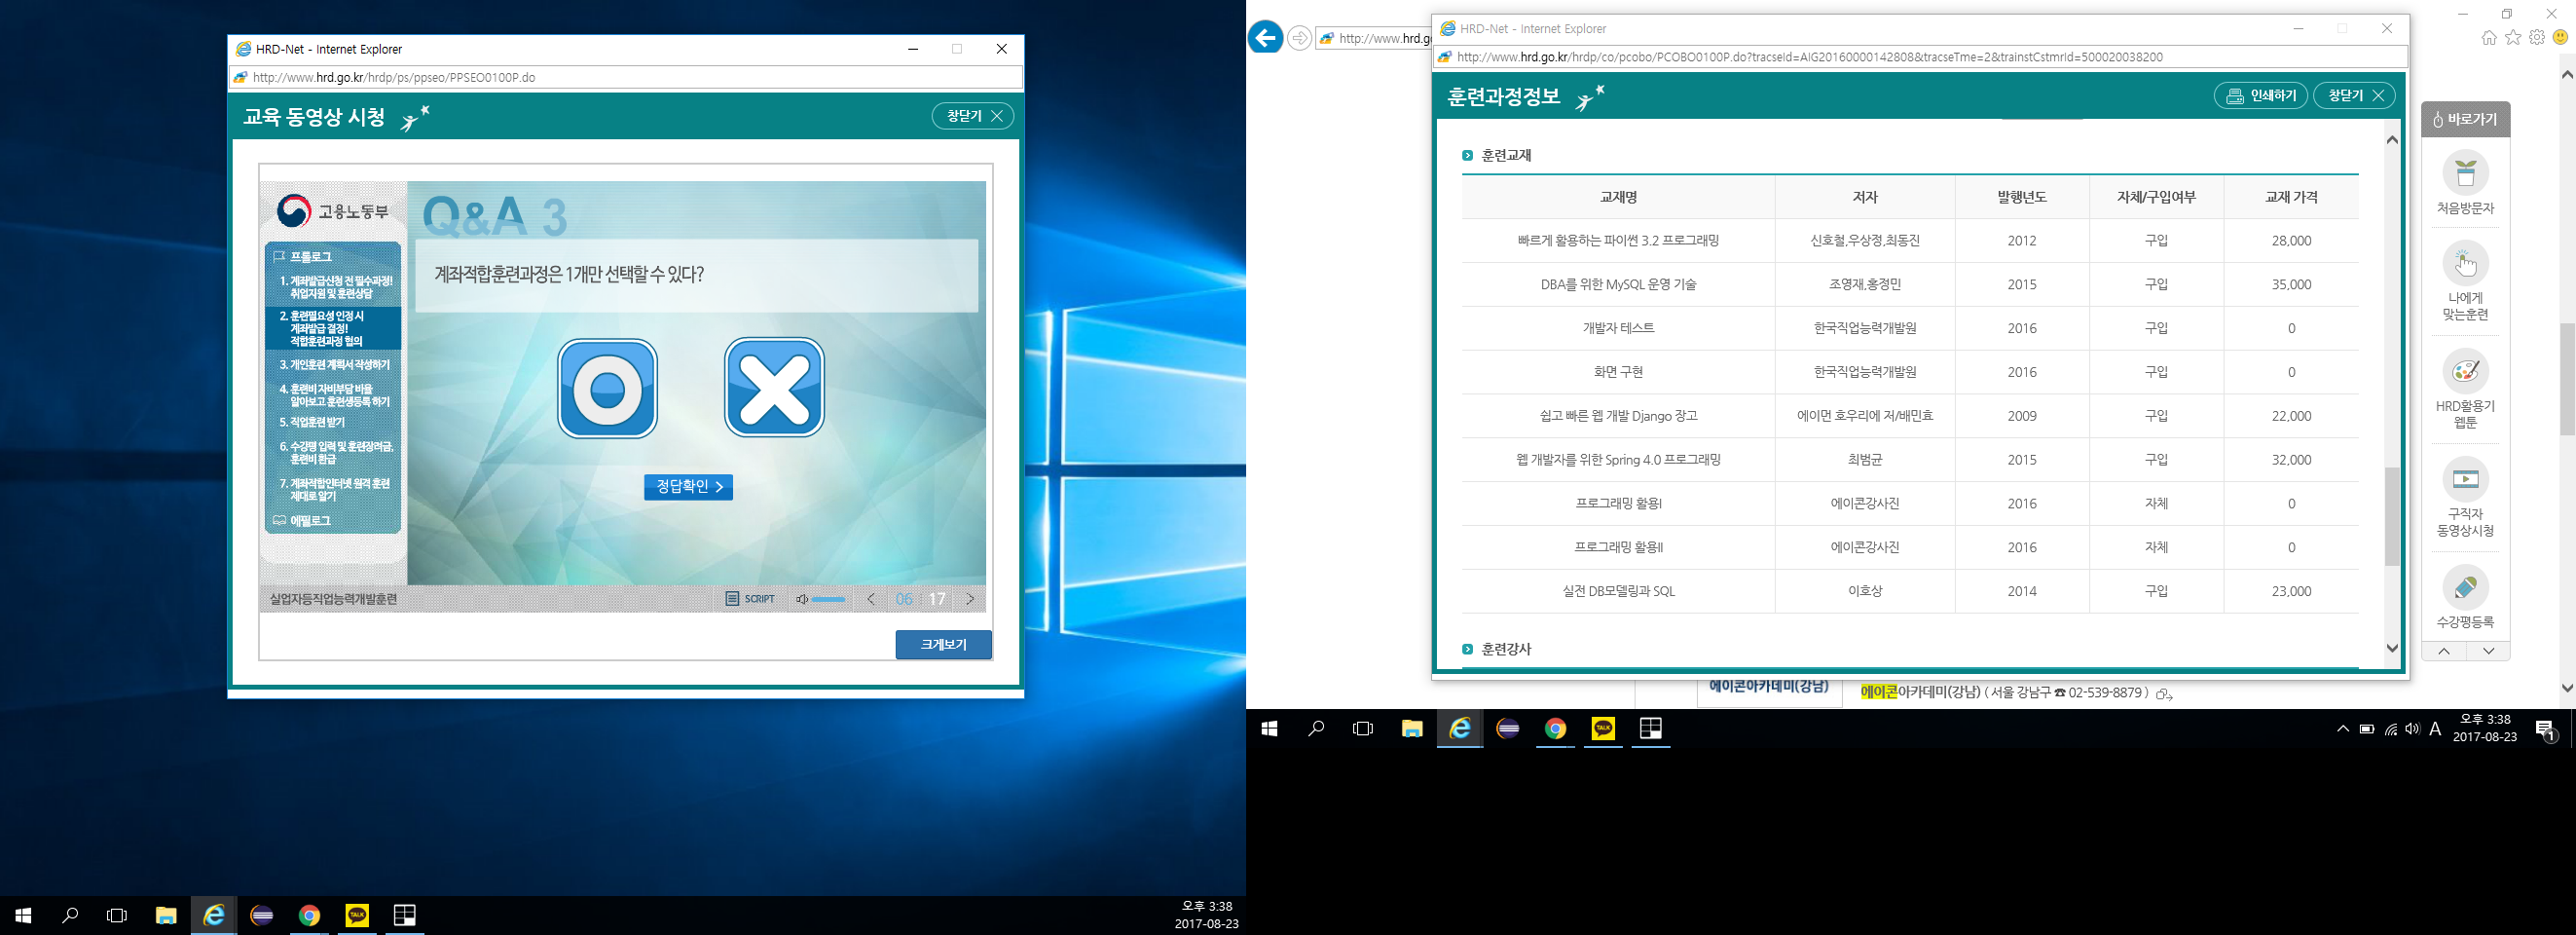 HRD-Net - Internet Explorer
http://www.hrd.go.kr/hrdp/ps/ppseo/PPSEO0100P.do
교육 동영상 시청
창닫기
고용노동부
프롤로그
1. 계좌발급신청 전 필수과정!
취업지원 및 훈련상담
2. 훈련필요성 인정 시
계좌발급 결정!
적합훈련과정 협의
3. 개인훈련 계획서 작성하기
4. 훈련비 자비부담 비율
알아보고 훈련생등록 하기
5. 직업훈련 받기
6. 수강평 입력 및 훈련장려금,
훈련비 환급
7. 계좌적합 인터넷 원격 훈련
제대로 알기
에필로그
Q&A 3
계좌적합훈련과정은 1개만 선택할 수 있다?
정답확인
실업자등직업능력개발훈련
SCRIPT
06 17
크게보기
오후 3:38
2017-08-23
http://www.hrd.g
HRD-Net - Internet Explorer
http://www.hrd.go.kr/hrdp/co/pcobo/PCOBO0100P.do?tracseId=AIG20160000142808&tracseTme=2&trainstCstmrId=500020038200
훈련과정정보
인쇄하기
창닫기
훈련교재
교재명 저자 발행년도 자체/구입여부 교재 가격
빠르게 활용하는 파이썬 3.2 프로그래밍 신호철,우상정,최동진 2012 구입 28,000
DBA를 위한 MySQL 운영 기술 조영재,홍정민 2015 구입 35,000
개발자 테스트 한국직업능력개발원 2016 구입 0
화면 구현 한국직업능력개발원 2016 구입 0
쉽고 빠른 웹 개발 Django 장고 에이먼 호우리에 저/배민효 2009 구입 22,000
웹 개발자를 위한 Spring 4.0 프로그래밍 최범균 2015 구입 32,000
프로그래밍 활용I 에이콘강사진 2016 자체 0
프로그래밍 활용II 에이콘강사진 2016 자체 0
실전 DB모델링과 SQL 이호상 2014 구입 23,000
훈련강사
에이콘아카데미(강남)
에이콘아카데미(강남) ( 서울 강남구 ☎ 02-539-8879 )
바로가기
처음방문자
나에게
맞는훈련
HRD활용기
웹툰
구직자
동영상시청
수강평등록
TALK
A
오후 3:38
2017-08-23
1